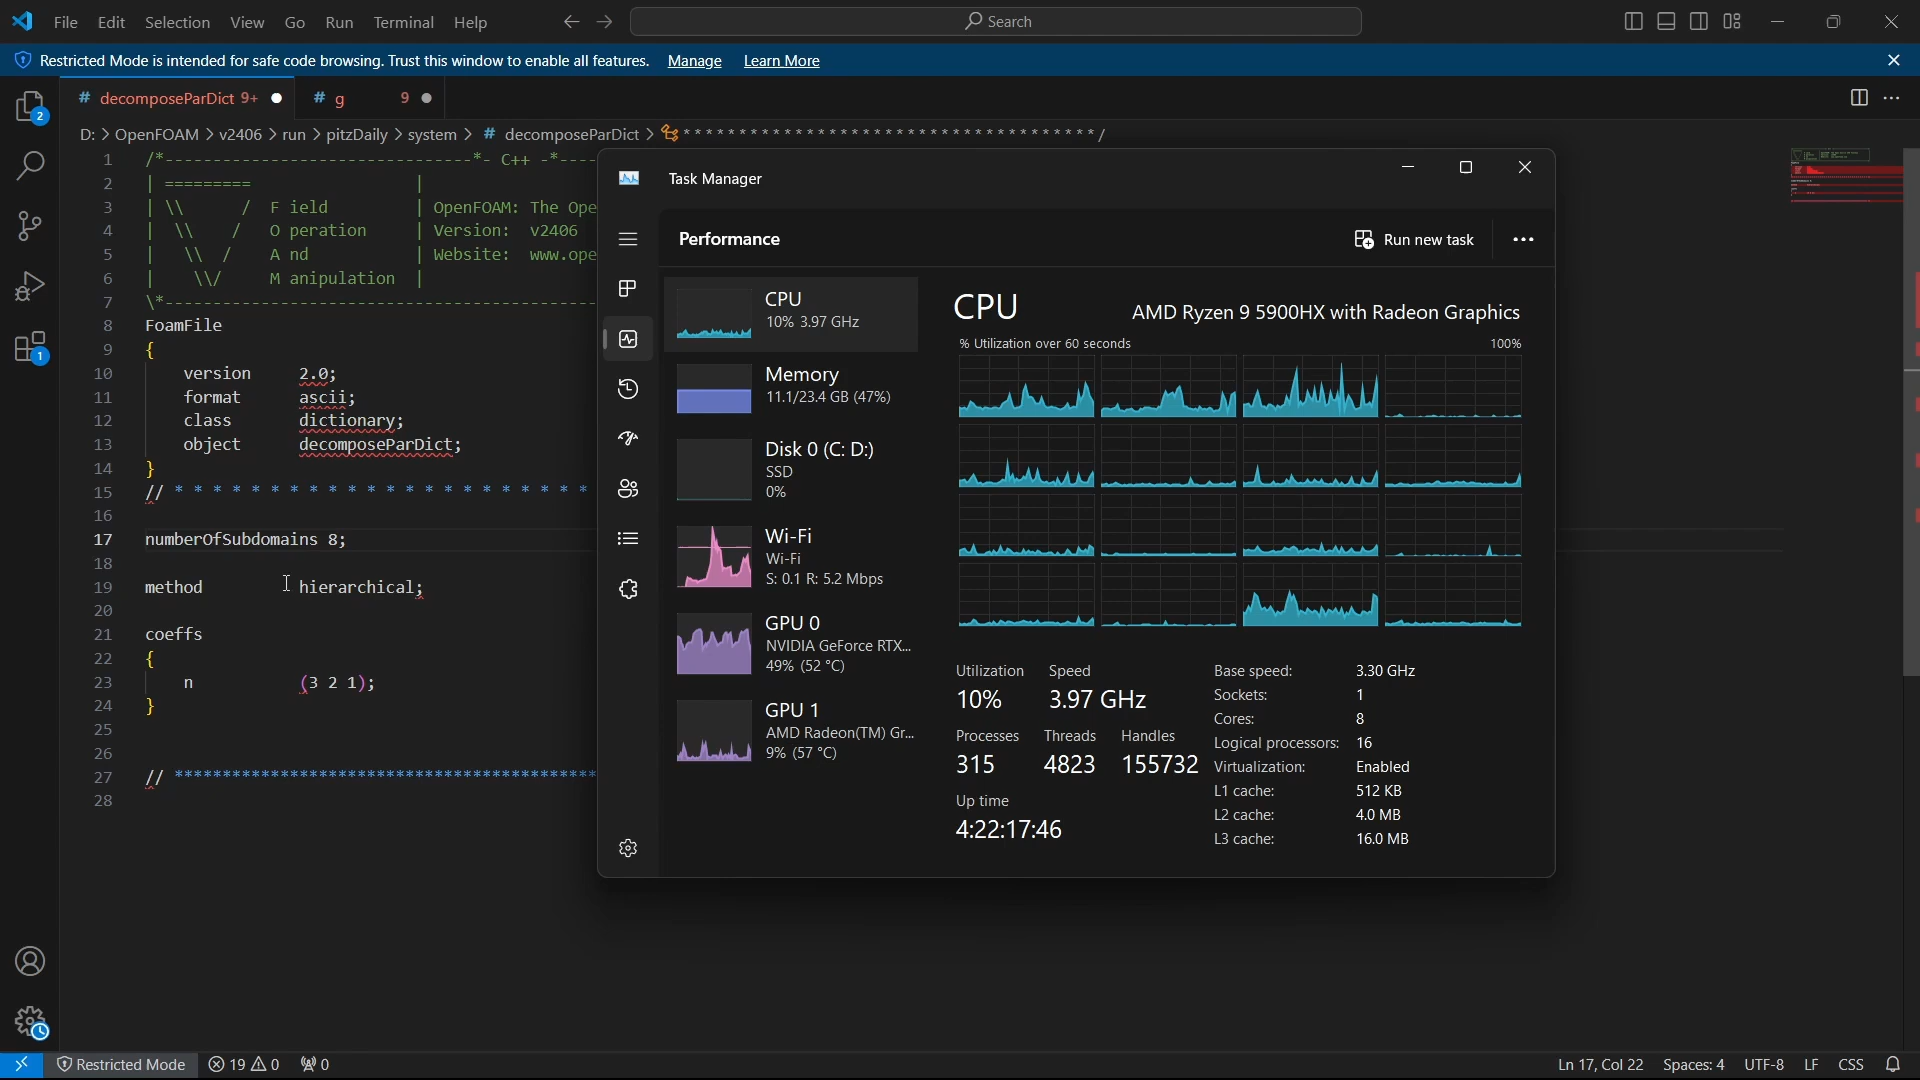 File Edit Selection View Go Run Terminal Help
Search
Restricted Mode is intended for safe code browsing. Trust this window to enable all features. Manage Learn More
# decomposeParDict 9+ ●
# g 9 ●
D: > OpenFOAM > v2406 > run > pitzDaily > system > # decomposeParDict > * * * * * * * * * * * * * * * * * * * * * * * * * * * * * * * * * * * * * /
1 /*--------------------------------*- C++ -*----
2 | ========= |
3 | \\ / F ield | OpenFOAM: The Ope
4 | \\ / O peration | Version: v2406
5 | \\ / A nd | Website: www.ope
6 | \\/ M anipulation |
7 \*-----------------------------------------------
8 FoamFile
9 {
10 version 2.0;
11 format ascii;
12 class dictionary;
13 object decomposeParDict;
14 }
15 // * * * * * * * * * * * * * * * * * * * * * *
16
17 numberOfSubdomains 8;
18
19 method hierarchical;
20
21 coeffs
22 {
23 n (3 2 1);
24 }
25
26
27 // ********************************************
28
Task Manager
Performance
Run new task
CPU
10% 3.97 GHz
Memory
11.1/23.4 GB (47%)
Disk 0 (C: D:)
SSD
0%
Wi-Fi
Wi-Fi
S: 0.1 R: 5.2 Mbps
GPU 0
NVIDIA GeForce RTX...
49% (52 °C)
GPU 1
AMD Radeon(TM) Gr...
9% (57 °C)
CPU AMD Ryzen 9 5900HX with Radeon Graphics
% Utilization over 60 seconds 100%
Utilization Speed
10% 3.97 GHz
Processes Threads Handles
315 4823 155732
Up time
4:22:17:46
Base speed: 3.30 GHz
Sockets: 1
Cores: 8
Logical processors: 16
Virtualization: Enabled
L1 cache: 512 KB
L2 cache: 4.0 MB
L3 cache: 16.0 MB
2
1
Restricted Mode 19 0 0
Ln 17, Col 22 Spaces: 4 UTF-8 LF CSS